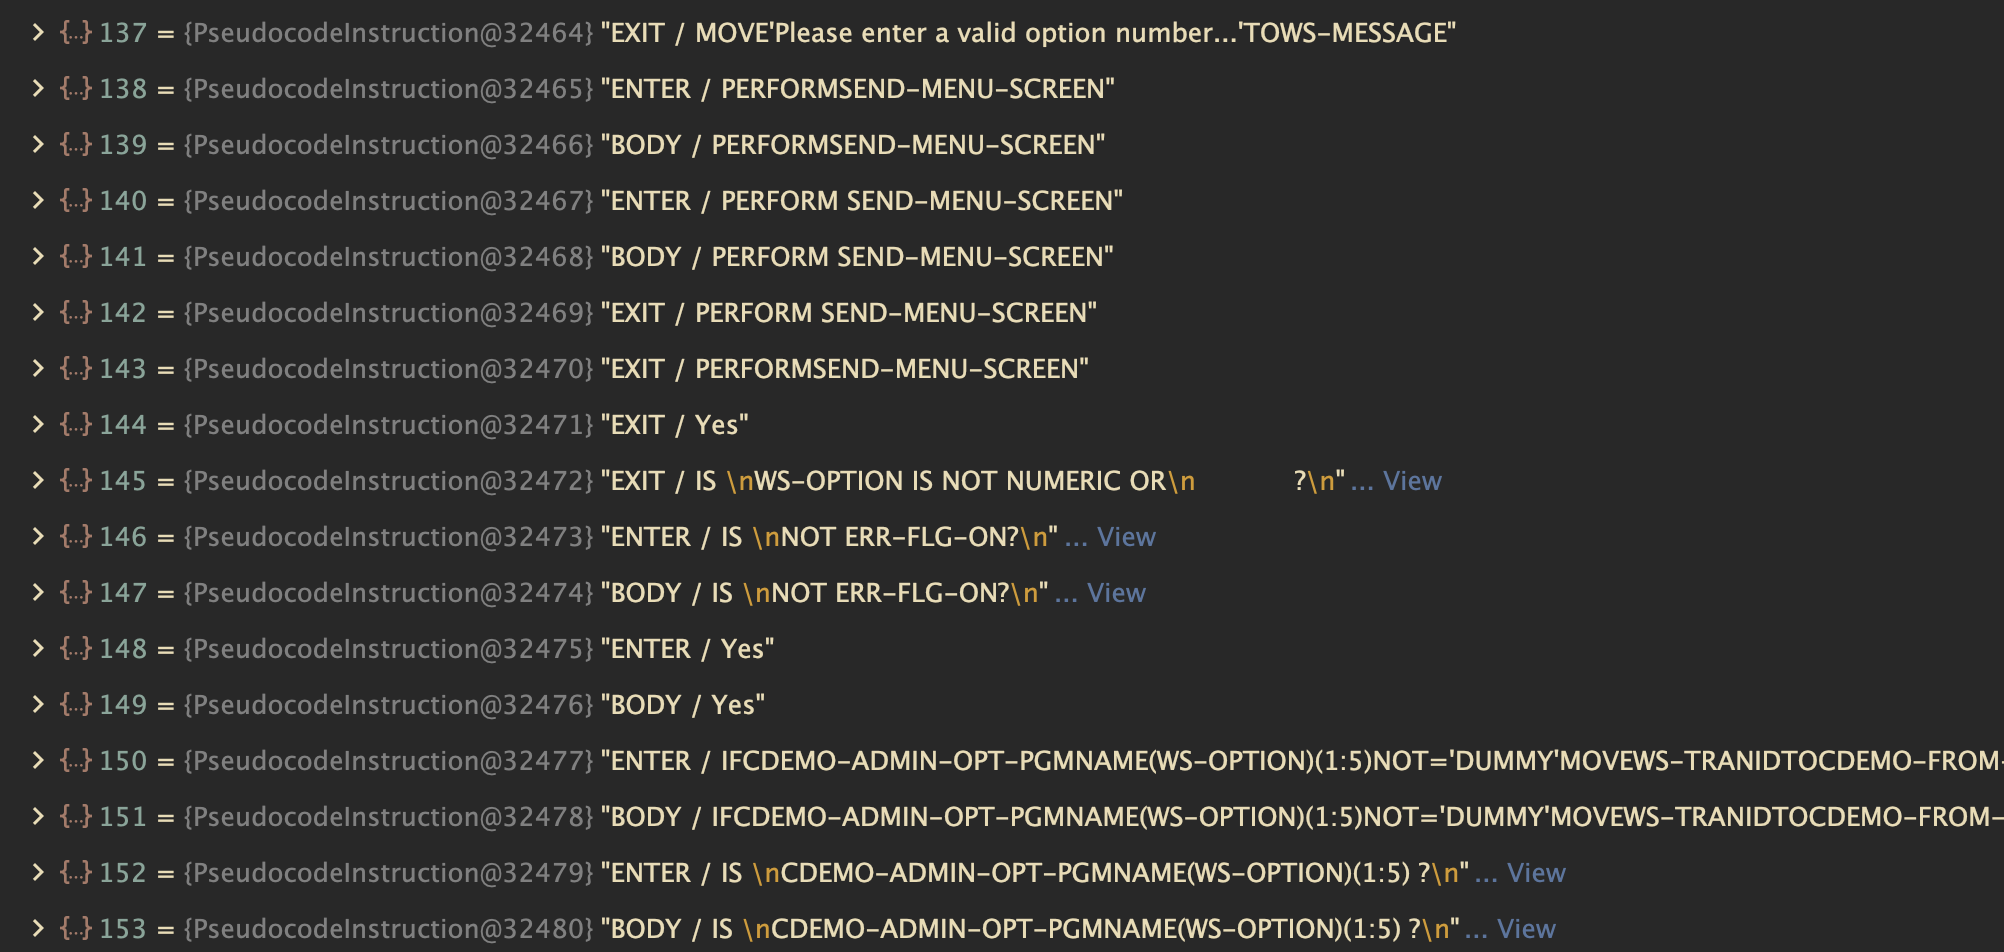 > {..} 137 = {PseudocodeInstruction@32464} "EXIT / MOVE'Please enter a valid option number...'TOWS-MESSAGE"
> {..} 138 = {PseudocodeInstruction@32465} "ENTER / PERFORMSEND-MENU-SCREEN"
> {..} 139 = {PseudocodeInstruction@32466} "BODY / PERFORMSEND-MENU-SCREEN"
> {..} 140 = {PseudocodeInstruction@32467} "ENTER / PERFORM SEND-MENU-SCREEN"
> {..} 141 = {PseudocodeInstruction@32468} "BODY / PERFORM SEND-MENU-SCREEN"
> {..} 142 = {PseudocodeInstruction@32469} "EXIT / PERFORM SEND-MENU-SCREEN"
> {..} 143 = {PseudocodeInstruction@32470} "EXIT / PERFORMSEND-MENU-SCREEN"
> {..} 144 = {PseudocodeInstruction@32471} "EXIT / Yes"
> {..} 145 = {PseudocodeInstruction@32472} "EXIT / IS \nWS-OPTION IS NOT NUMERIC OR\n            ?\n" ... View
> {..} 146 = {PseudocodeInstruction@32473} "ENTER / IS \nNOT ERR-FLG-ON?\n" ... View
> {..} 147 = {PseudocodeInstruction@32474} "BODY / IS \nNOT ERR-FLG-ON?\n" ... View
> {..} 148 = {PseudocodeInstruction@32475} "ENTER / Yes"
> {..} 149 = {PseudocodeInstruction@32476} "BODY / Yes"
> {..} 150 = {PseudocodeInstruction@32477} "ENTER / IFCDEMO-ADMIN-OPT-PGMNAME(WS-OPTION)(1:5)NOT='DUMMY'MOVEWS-TRANIDTOCDEMO-FROM-
> {..} 151 = {PseudocodeInstruction@32478} "BODY / IFCDEMO-ADMIN-OPT-PGMNAME(WS-OPTION)(1:5)NOT='DUMMY'MOVEWS-TRANIDTOCDEMO-FROM-
> {..} 152 = {PseudocodeInstruction@32479} "ENTER / IS \nCDEMO-ADMIN-OPT-PGMNAME(WS-OPTION)(1:5) ?\n" ... View
> {..} 153 = {PseudocodeInstruction@32480} "BODY / IS \nCDEMO-ADMIN-OPT-PGMNAME(WS-OPTION)(1:5) ?\n" ... View